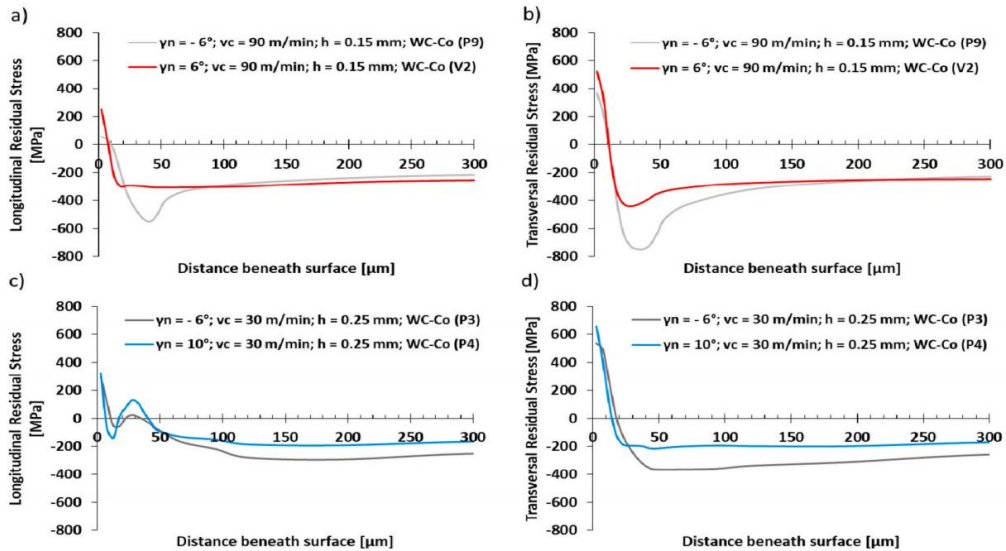 a)
800
600
400
200
0
-200
-400
-600
-800
Longitudinal Residual Stress
[MPa]
γn = - 6°; vc = 90 m/min; h = 0.15 mm; WC-Co (P9)
γn = 6°; vc = 90 m/min; h = 0.15 mm; WC-Co (V2)
0 50 100 150 200 250 300
Distance beneath surface [µm]
b)
800
600
400
200
0
-200
-400
-600
-800
Transversal Residual Stress [MPa]
γn = - 6°; vc = 90 m/min; h = 0.15 mm; WC-Co (P9)
γn = 6°; vc = 90 m/min; h = 0.15 mm; WC-Co (V2)
0 50 100 150 200 250 300
Distance beneath surface [µm]
c)
800
600
400
200
0
-200
-400
-600
-800
Longitudinal Residual Stress
[MPa]
γn = - 6°; vc = 30 m/min; h = 0.25 mm; WC-Co (P3)
γn = 10°; vc = 30 m/min; h = 0.25 mm; WC-Co (P4)
0 50 100 150 200 250 300
Distance beneath surface [µm]
d)
800
600
400
200
0
-200
-400
-600
-800
Transversal Residual Stress [MPa]
γn = - 6°; vc = 30 m/min; h = 0.25 mm; WC-Co (P3)
γn = 10°; vc = 30 m/min; h = 0.25 mm; WC-Co (P4)
0 50 100 150 200 250 300
Distance beneath surface [µm]